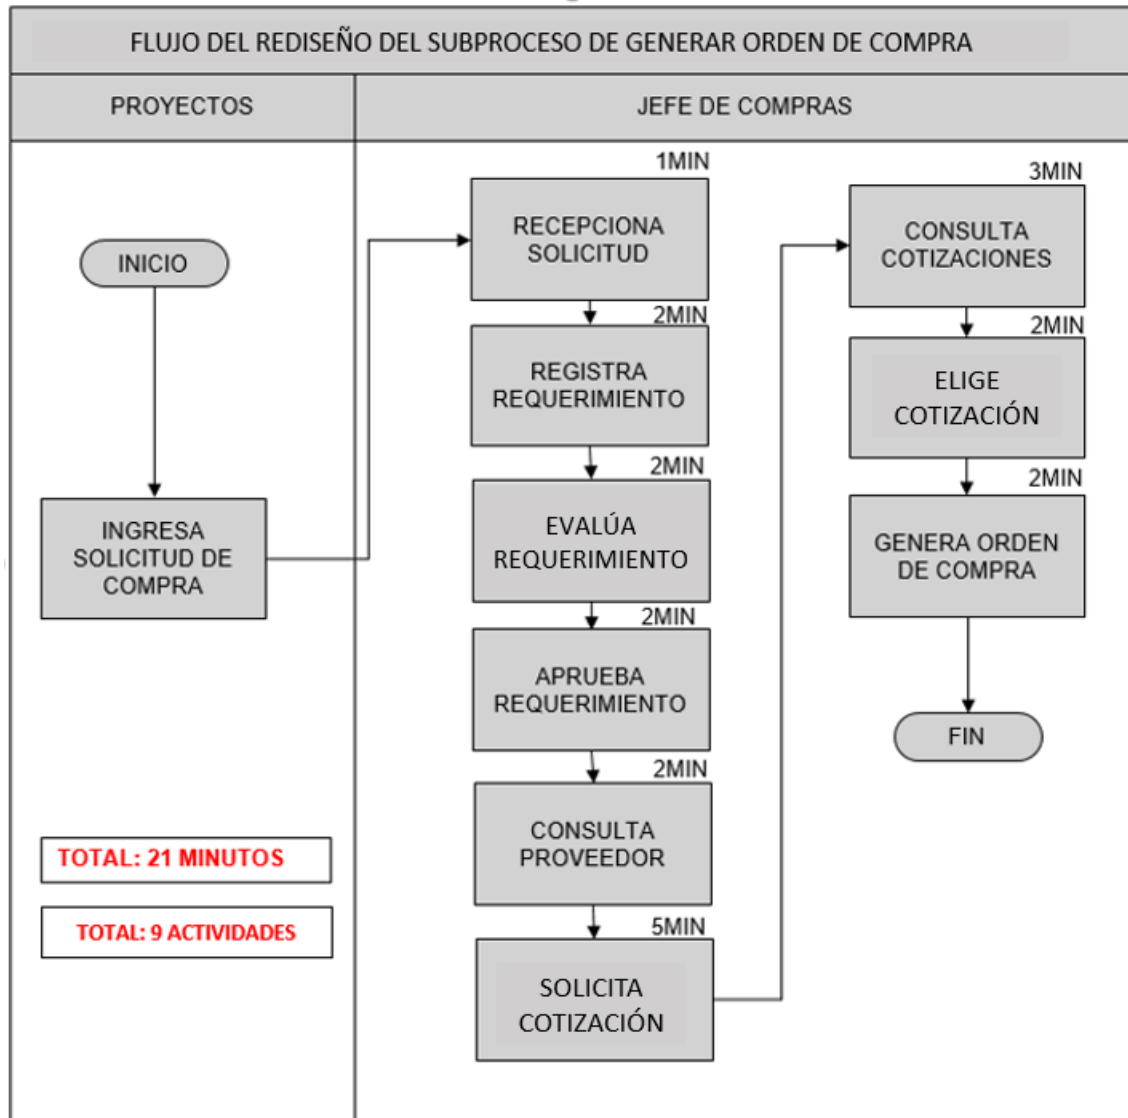 FLUJO DEL REDISEÑO DEL SUBPROCESO DE GENERAR ORDEN DE COMPRA
PROYECTOS
JEFE DE COMPRAS
INICIO
INGRESA
SOLICITUD DE
COMPRA
TOTAL: 21 MINUTOS
TOTAL: 9 ACTIVIDADES
1MIN
RECEPCIONA
SOLICITUD
2MIN
REGISTRA
REQUERIMIENTO
2MIN
EVALÚA
REQUERIMIENTO
2MIN
APRUEBA
REQUERIMIENTO
2MIN
CONSULTA
PROVEEDOR
5MIN
SOLICITA
COTIZACIÓN
3MIN
CONSULTA
COTIZACIONES
2MIN
ELIGE
COTIZACIÓN
2MIN
GENERA ORDEN
DE COMPRA
FIN